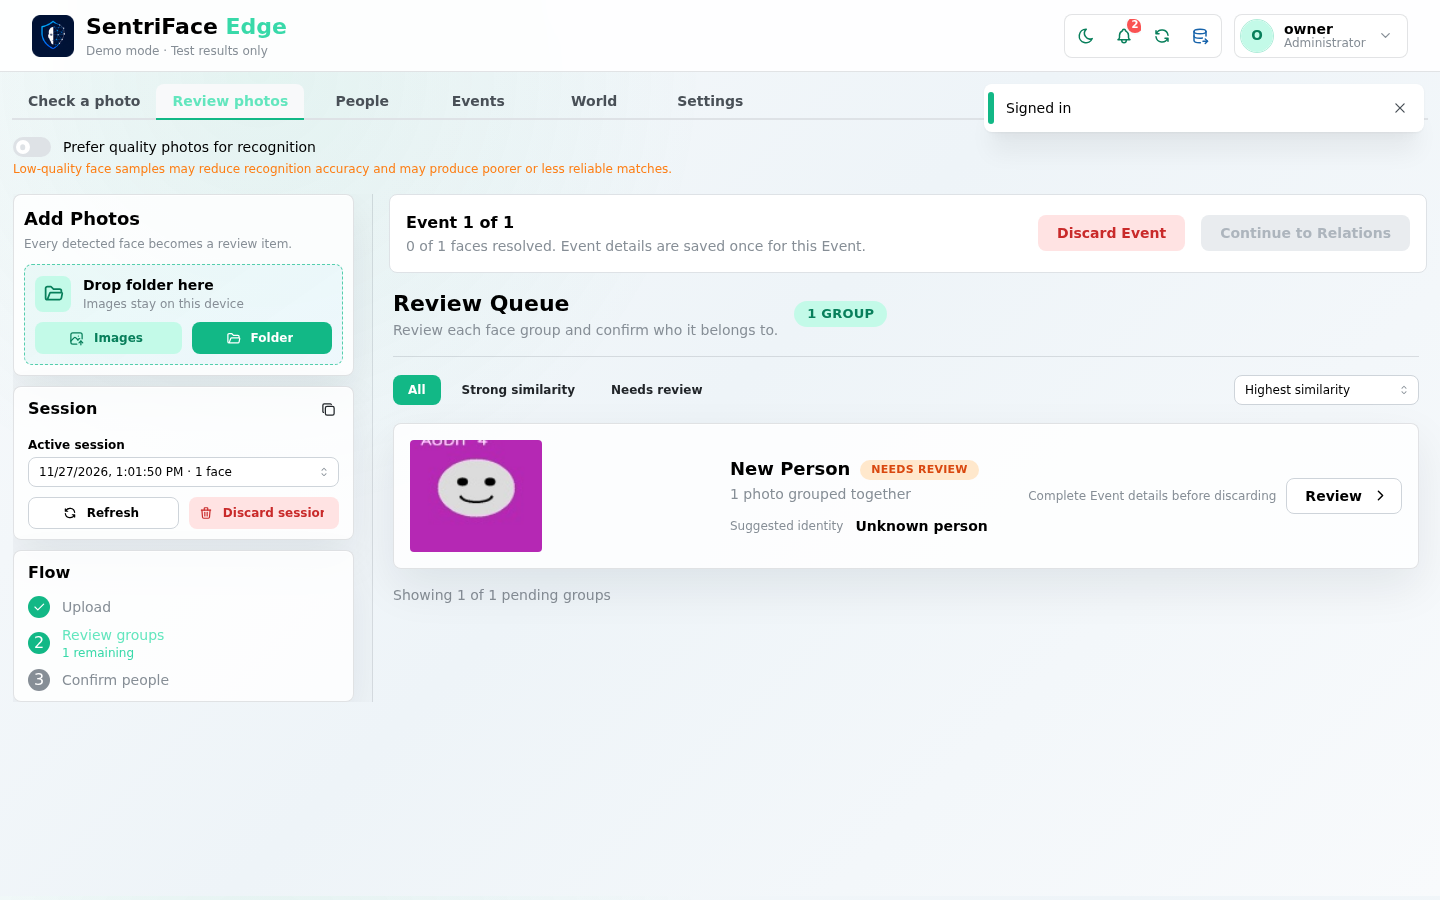 SentriFace Edge
Demo mode · Test results only
2
O
owner
Administrator
Check a photo
Review photos
People
Events
World
Settings
Signed in
Prefer quality photos for recognition
Low-quality face samples may reduce recognition accuracy and may produce poorer or less reliable matches.
Add Photos
Every detected face becomes a review item.
Drop folder here
Images stay on this device
Images
Folder
Session
Active session
11/27/2026, 1:01:50 PM · 1 face
Refresh
Discard session
Flow
Upload
2
Review groups
1 remaining
3
Confirm people
Event 1 of 1
0 of 1 faces resolved. Event details are saved once for this Event.
Discard Event
Continue to Relations
Review Queue
Review each face group and confirm who it belongs to.
1 GROUP
All
Strong similarity
Needs review
Highest similarity
AUDIT 4
New Person
NEEDS REVIEW
1 photo grouped together
Suggested identity
Unknown person
Complete Event details before discarding
Review
Showing 1 of 1 pending groups